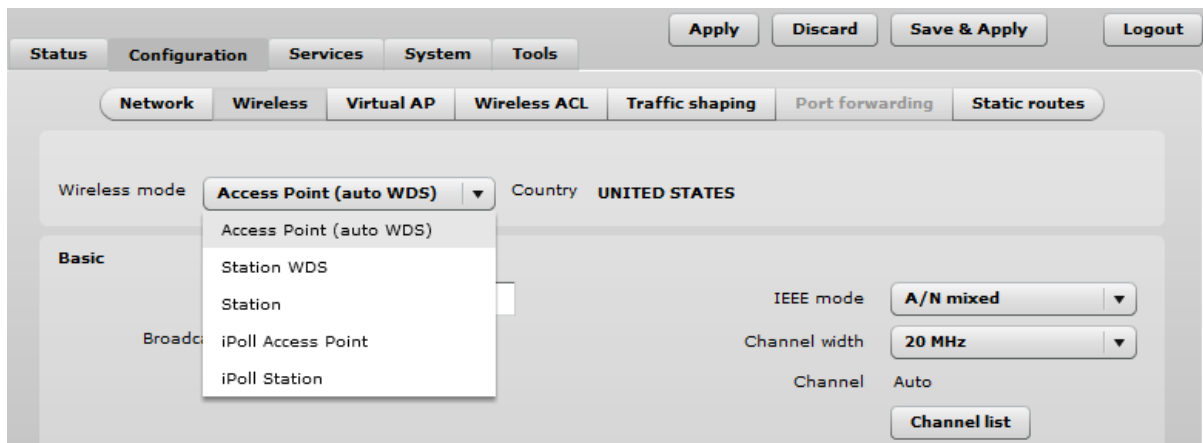 Apply Discard Save & Apply Logout
Status Configuration Services System Tools
Network Wireless Virtual AP Wireless ACL Traffic shaping Port forwarding Static routes
Wireless mode Access Point (auto WDS) Country UNITED STATES
Access Point (auto WDS)
Station WDS
Station
iPoll Access Point
iPoll Station
Basic
IEEE mode A/N mixed
Channel width 20 MHz
Channel Auto
Channel list